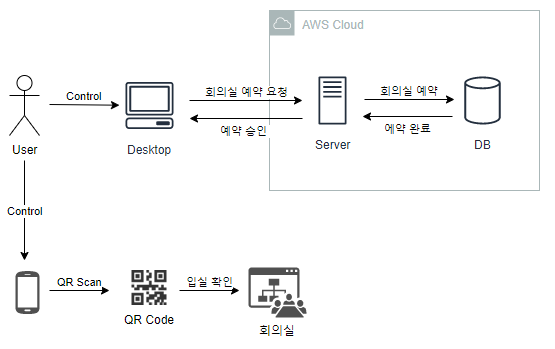 AWS Cloud
Control
회의실 예약 요청
회의실 예약
예약 승인
에약 완료
User
Desktop
Server
DB
Control
QR Scan
입실 확인
QR Code
회의실